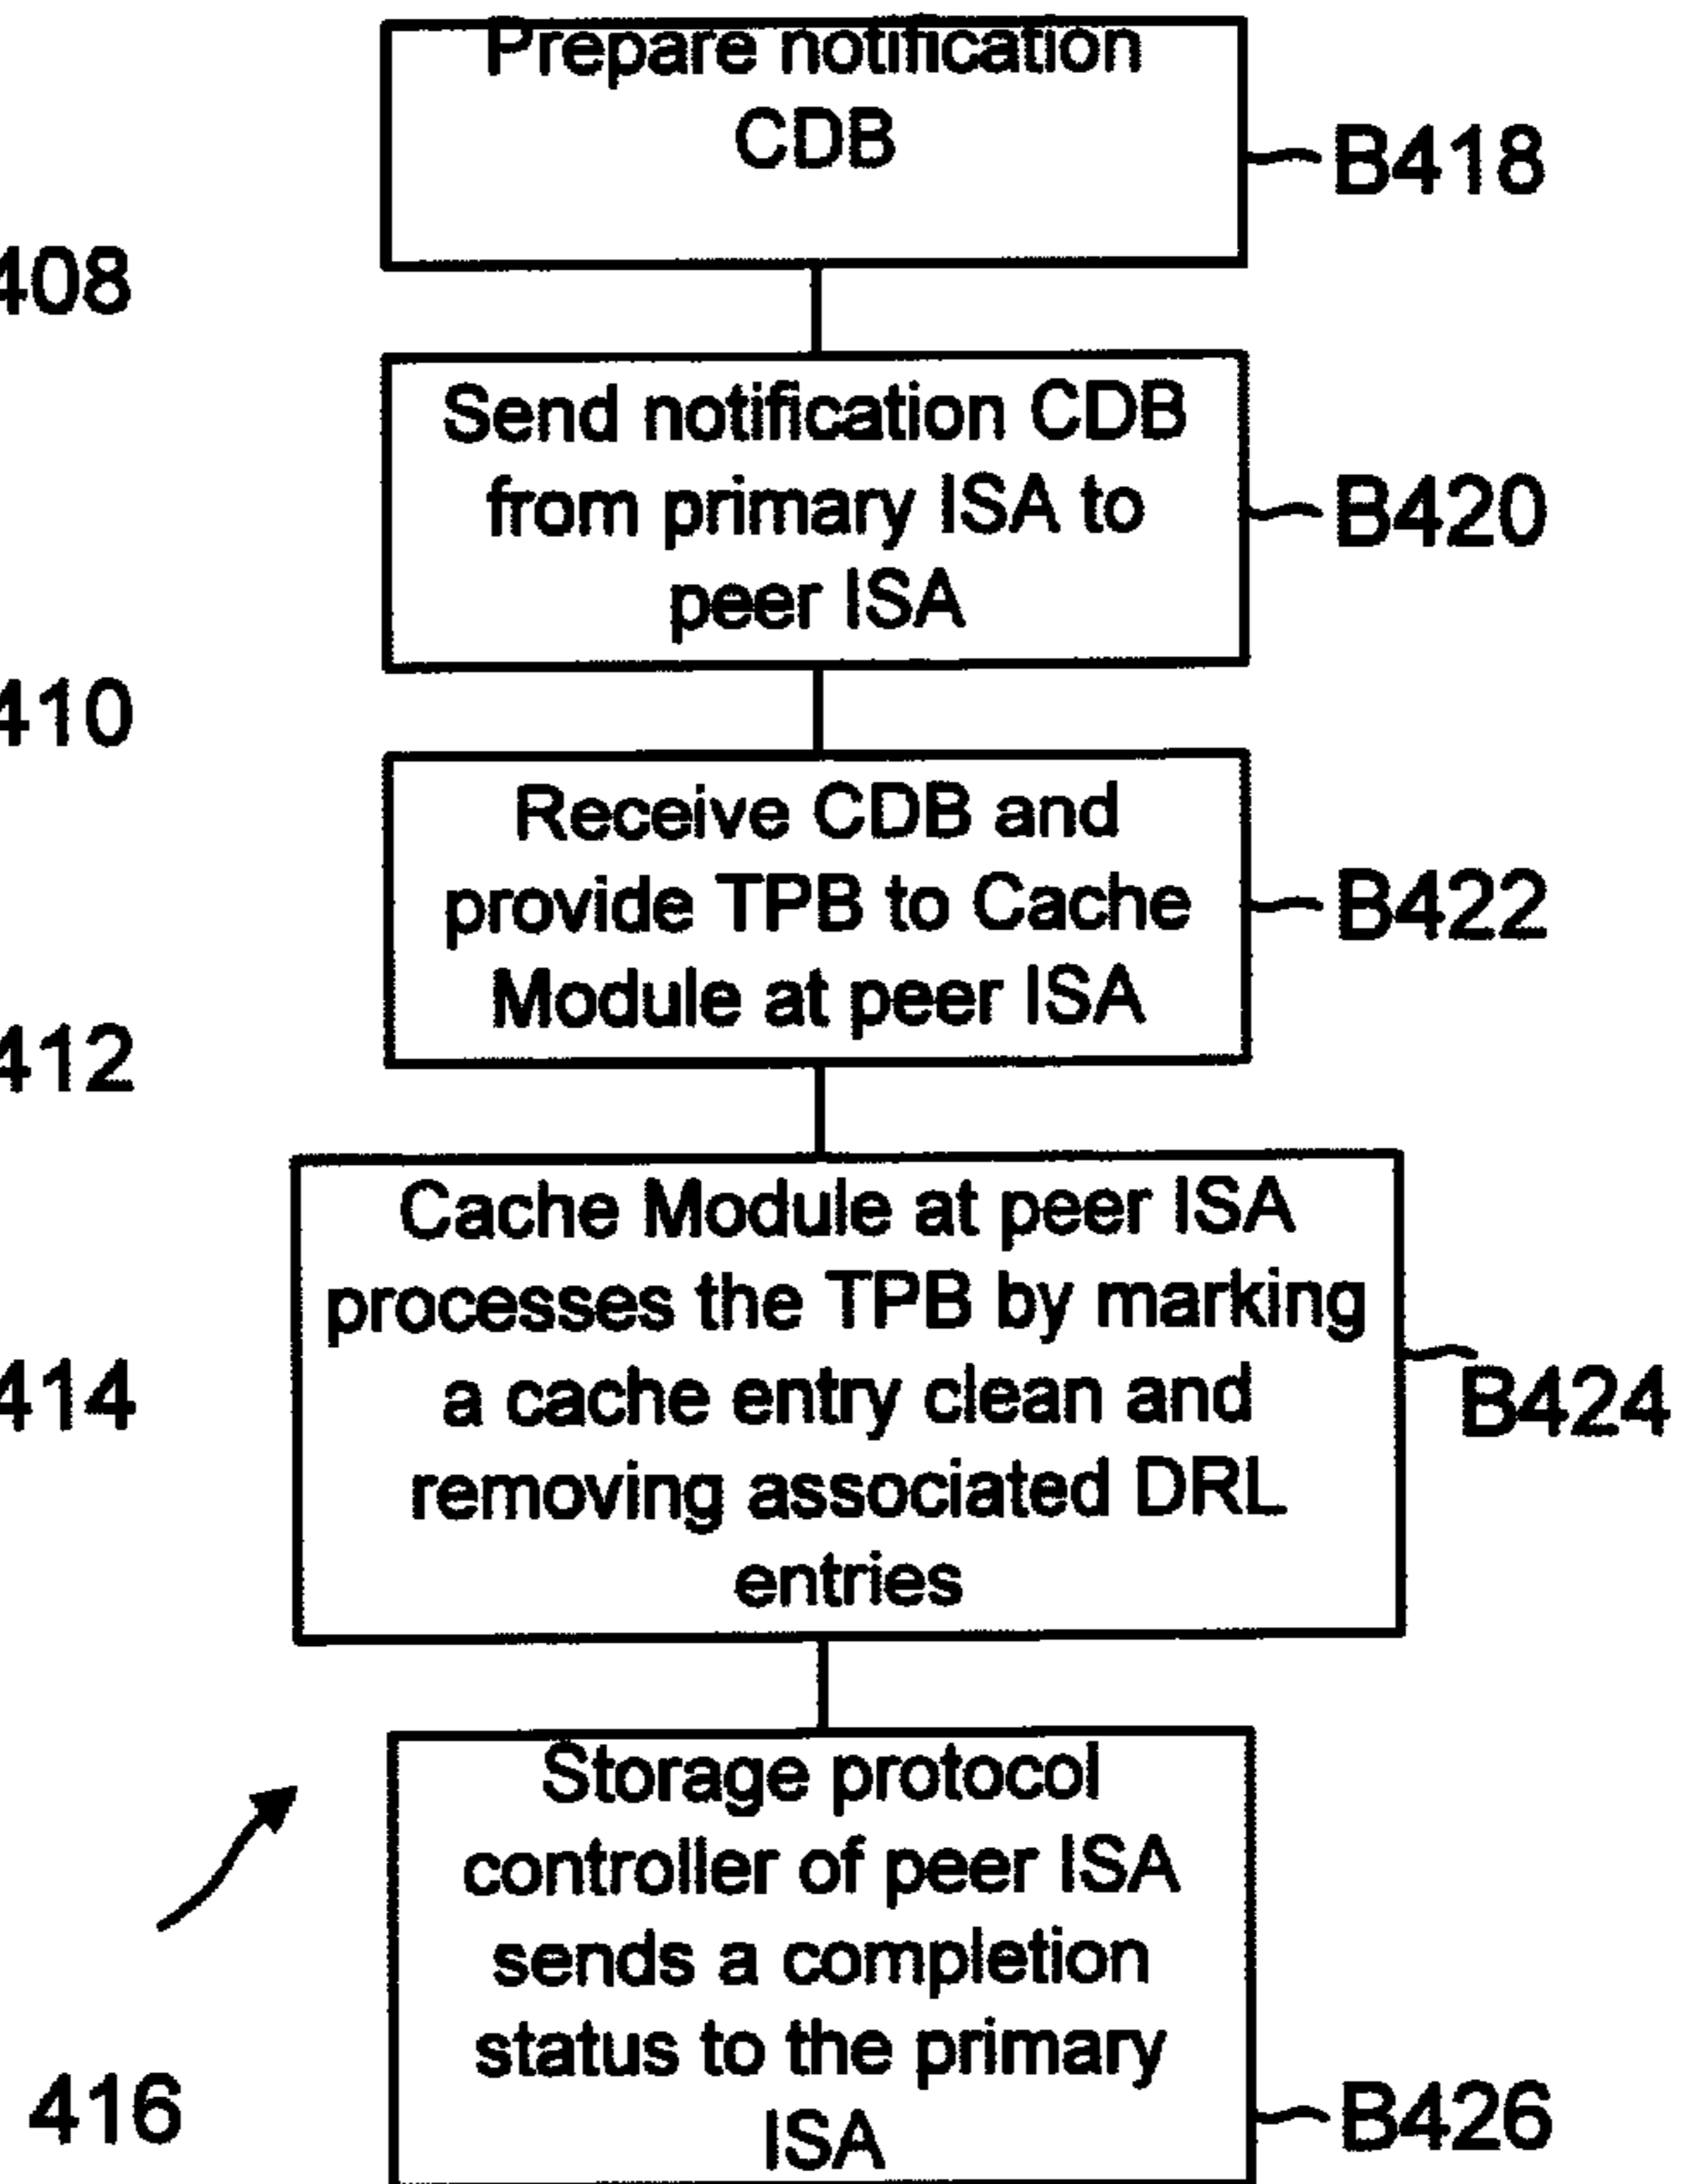 Prepare notification
CDB
B418
408
Send notification CDB
from primary ISA to
peer ISA
B420
410
Receive CDB and
provide TPB to Cache
Module at peer ISA
B422
412
Cache Module at peer ISA
processes the TPB by marking
a cache entry clean and
removing associated DRL
entries
B424
414
Storage protocol
controller of peer ISA
sends a completion
status to the primary
ISA
B426
416